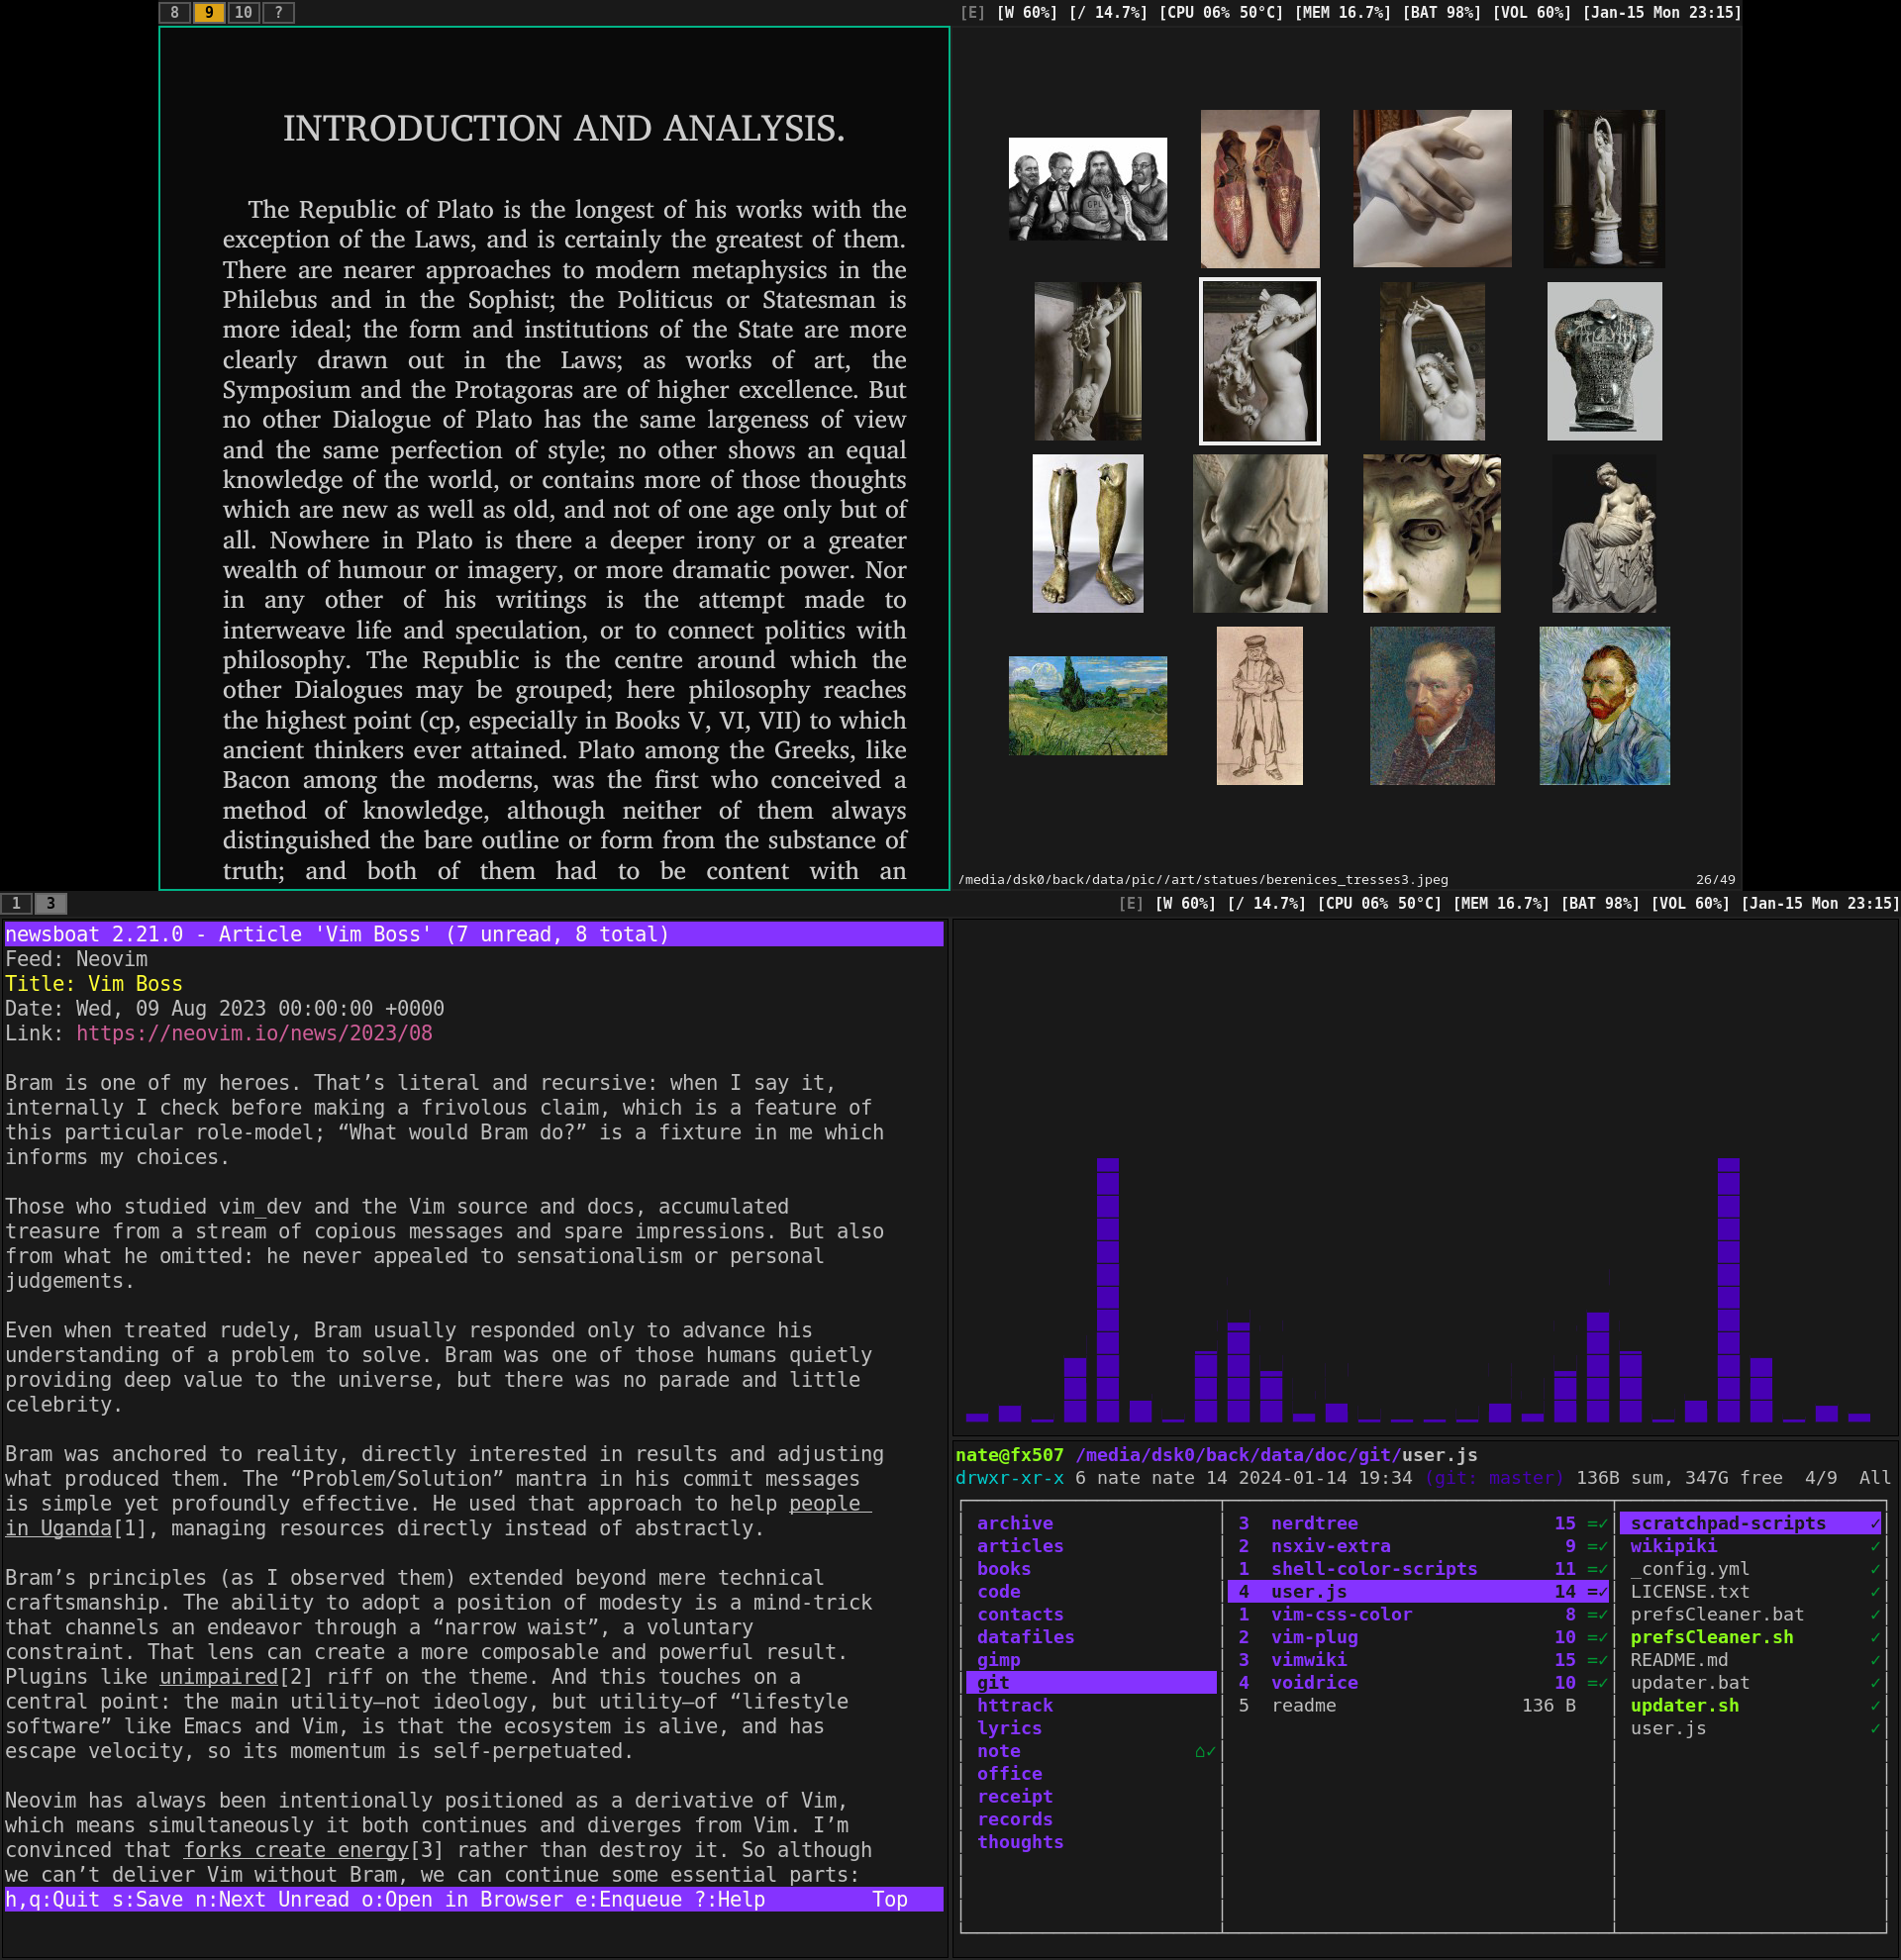 8 9 10 ?
[E] [W 60%] [/ 14.7%] [CPU 06% 50°C] [MEM 16.7%] [BAT 98%] [VOL 60%] [Jan-15 Mon 23:15]
INTRODUCTION AND ANALYSIS.
The Republic of Plato is the longest of his works with the
exception of the Laws, and is certainly the greatest of them.
There are nearer approaches to modern metaphysics in the
Philebus and in the Sophist; the Politicus or Statesman is
more ideal; the form and institutions of the State are more
clearly drawn out in the Laws; as works of art, the
Symposium and the Protagoras are of higher excellence. But
no other Dialogue of Plato has the same largeness of view
and the same perfection of style; no other shows an equal
knowledge of the world, or contains more of those thoughts
which are new as well as old, and not of one age only but of
all. Nowhere in Plato is there a deeper irony or a greater
wealth of humour or imagery, or more dramatic power. Nor
in any other of his writings is the attempt made to
interweave life and speculation, or to connect politics with
philosophy. The Republic is the centre around which the
other Dialogues may be grouped; here philosophy reaches
the highest point (cp, especially in Books V, VI, VII) to which
ancient thinkers ever attained. Plato among the Greeks, like
Bacon among the moderns, was the first who conceived a
method of knowledge, although neither of them always
distinguished the bare outline or form from the substance of
truth; and both of them had to be content with an
GPL
/media/dsk0/back/data/pic//art/statues/berenices_tresses3.jpeg 26/49
1 3
[E] [W 60%] [/ 14.7%] [CPU 06% 50°C] [MEM 16.7%] [BAT 98%] [VOL 60%] [Jan-15 Mon 23:15]
newsboat 2.21.0 - Article 'Vim Boss' (7 unread, 8 total)
Feed: Neovim
Title: Vim Boss
Date: Wed, 09 Aug 2023 00:00:00 +0000
Link: https://neovim.io/news/2023/08
Bram is one of my heroes. That’s literal and recursive: when I say it,
internally I check before making a frivolous claim, which is a feature of
this particular role-model; “What would Bram do?” is a fixture in me which
informs my choices.
Those who studied vim_dev and the Vim source and docs, accumulated
treasure from a stream of copious messages and spare impressions. But also
from what he omitted: he never appealed to sensationalism or personal
judgements.
Even when treated rudely, Bram usually responded only to advance his
understanding of a problem to solve. Bram was one of those humans quietly
providing deep value to the universe, but there was no parade and little
celebrity.
Bram was anchored to reality, directly interested in results and adjusting
what produced them. The “Problem/Solution” mantra in his commit messages
is simple yet profoundly effective. He used that approach to help people
in Uganda[1], managing resources directly instead of abstractly.
Bram’s principles (as I observed them) extended beyond mere technical
craftsmanship. The ability to adopt a position of modesty is a mind-trick
that channels an endeavor through a “narrow waist”, a voluntary
constraint. That lens can create a more composable and powerful result.
Plugins like unimpaired[2] riff on the theme. And this touches on a
central point: the main utility—not ideology, but utility—of “lifestyle
software” like Emacs and Vim, is that the ecosystem is alive, and has
escape velocity, so its momentum is self-perpetuated.
Neovim has always been intentionally positioned as a derivative of Vim,
which means simultaneously it both continues and diverges from Vim. I’m
convinced that forks create energy[3] rather than destroy it. So although
we can’t deliver Vim without Bram, we can continue some essential parts:
h,q:Quit s:Save n:Next Unread o:Open in Browser e:Enqueue ?:Help Top
nate@fx507 /media/dsk0/back/data/doc/git/user.js
drwxr-xr-x 6 nate nate 14 2024-01-14 19:34 (git: master) 136B sum, 347G free 4/9 All
archive
articles
books
code
contacts
datafiles
gimp
git
httrack
lyrics
note ⌂✓
office
receipt
records
thoughts
3 nerdtree 15 =✓
2 nsxiv-extra 9 =✓
1 shell-color-scripts 11 =✓
4 user.js 14 =✓
1 vim-css-color 8 =✓
2 vim-plug 10 =✓
3 vimwiki 15 =✓
4 voidrice 10 =✓
5 readme 136 B
scratchpad-scripts ✓
wikipiki ✓
_config.yml ✓
LICENSE.txt ✓
prefsCleaner.bat ✓
prefsCleaner.sh ✓
README.md ✓
updater.bat ✓
updater.sh ✓
user.js ✓